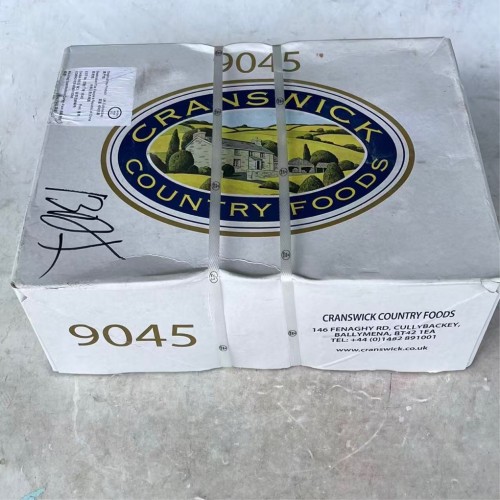 9045
CRANSWICK
COUNTRY FOODS
9045
CRANSWICK COUNTRY FOODS
146 FENAGHY RD, CULLYBACKEY,
BALLYMENA, BT42 1EA
TEL: +44 (0)1482 891001
www.cranswick.co.uk